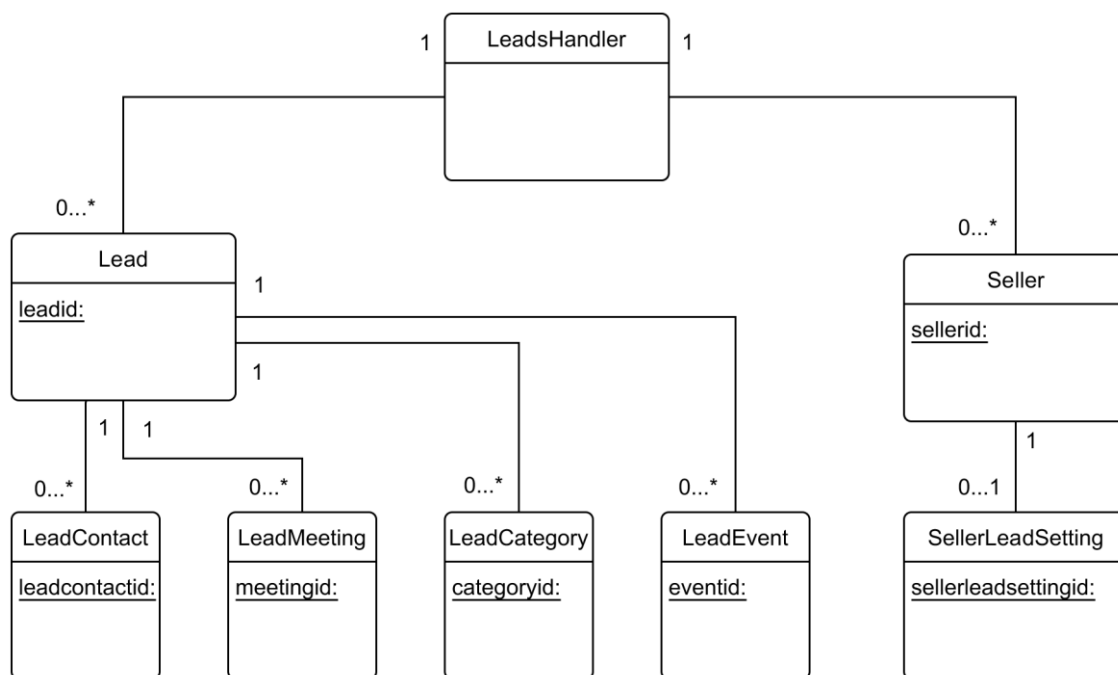 LeadsHandler
1
1
0...*
0...*
Lead
leadid:
1
1
1
1
Seller
sellerid:
1
0...*
0...*
0...*
0...*
0...1
LeadContact
leadcontactid:
LeadMeeting
meetingid:
LeadCategory
categoryid:
LeadEvent
eventid:
SellerLeadSetting
sellerleadsettingid: